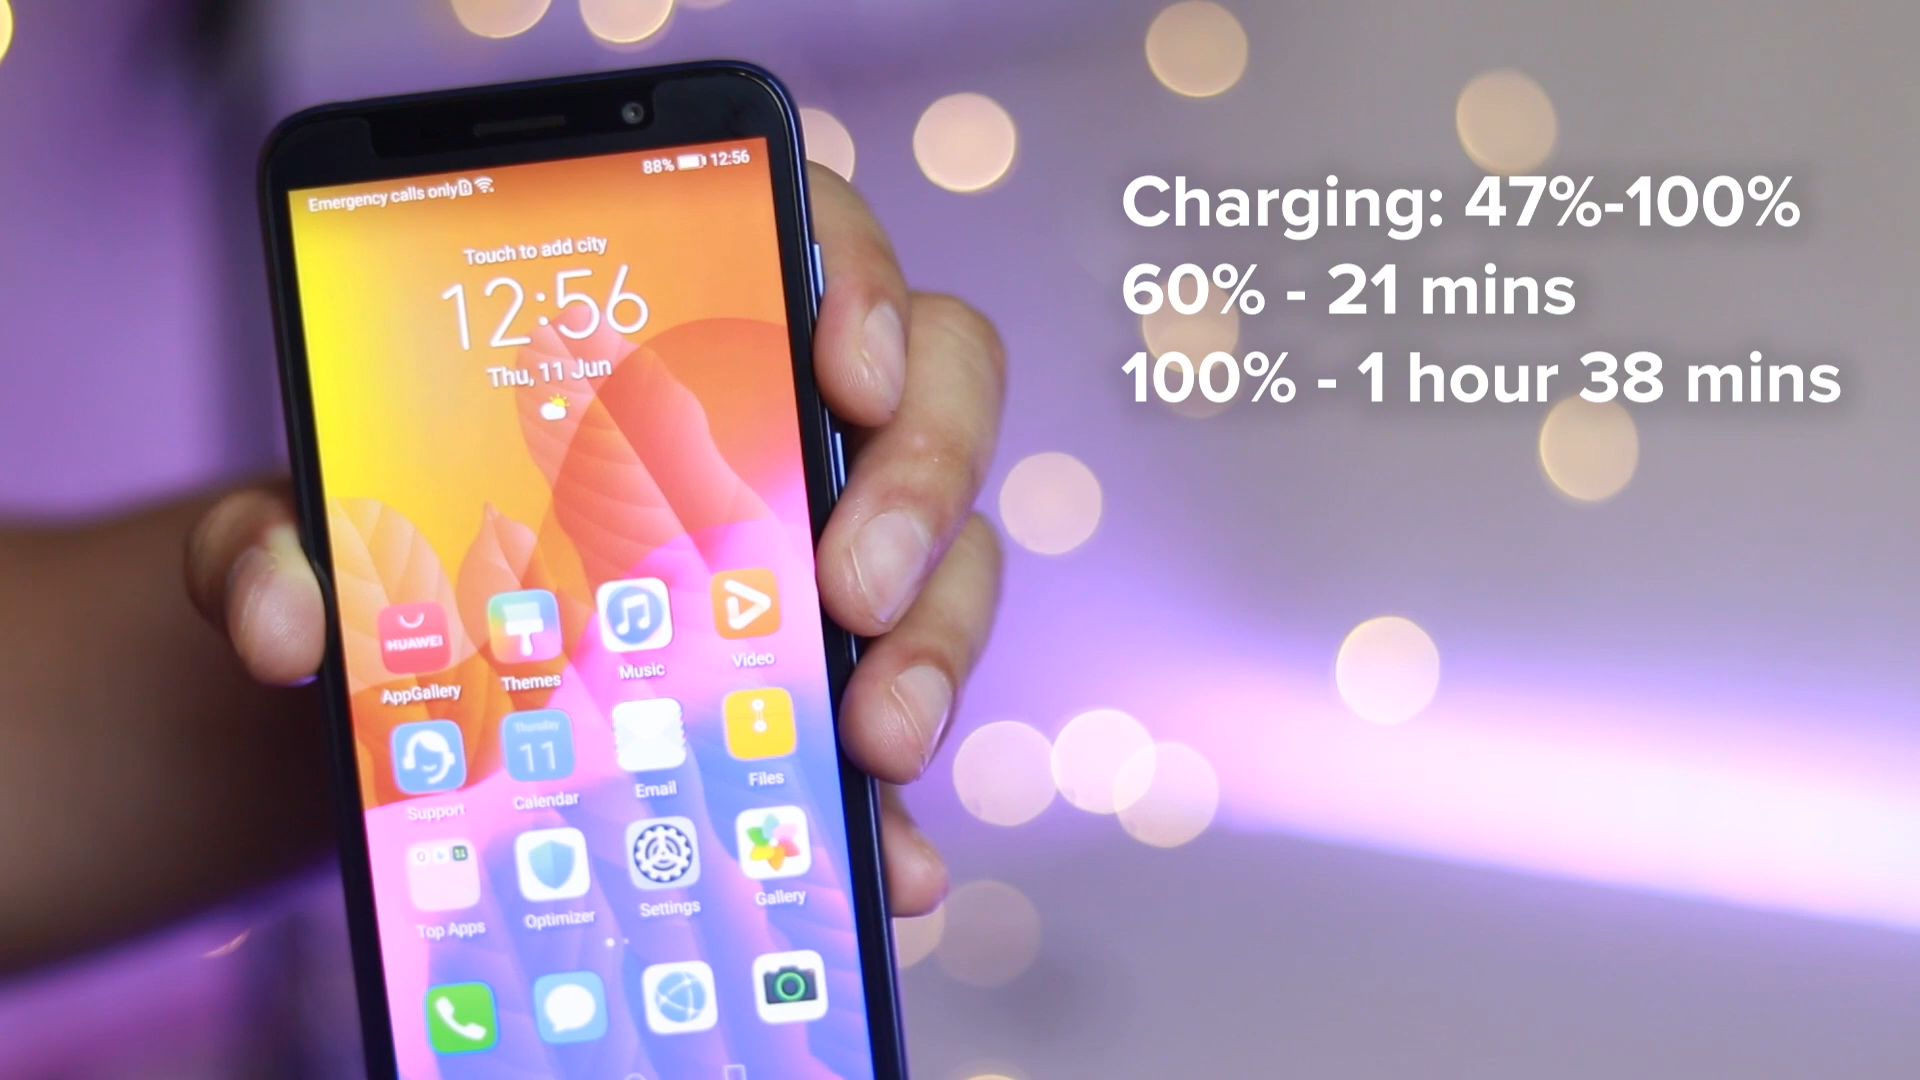 Emergency calls only
88% 12:56
Touch to add city
12:56
Thu, 11 Jun
HUAWEI
AppGallery
Themes
Music
Video
Thursday
11
Support
Calendar
Email
Files
Top Apps
Optimizer
Settings
Gallery
Charging: 47%-100%
60% - 21 mins
100% - 1 hour 38 mins